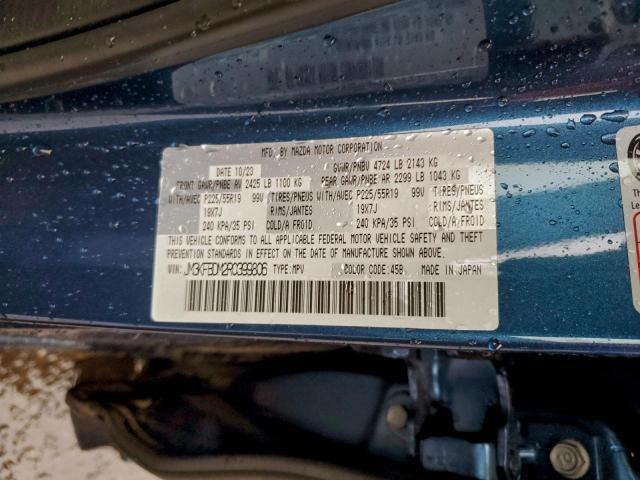 MFD. BY MAZDA MOTOR CORPORATION
DATE 10/23 GVWR/PNBV 4724 LB 2143 KG
FRONT GAWR/PNBE AV 2425 LB 1100 KG REAR GAWR/PNBE AR 2299 LB 1043 KG
WITH/AVEC P225/55R19 99V TIRES/PNEUS WITH/AVEC P225/55R19 99V TIRES/PNEUS
19X7J RIMS/JANTES 19X7J RIMS/JANTES
240 KPA/35 PSI COLD/A FROID 240 KPA/35 PSI COLD/A FROID
THIS VEHICLE CONFORMS TO ALL APPLICABLE FEDERAL MOTOR VEHICLE SAFETY AND THEFT
PREVENTION STANDARDS IN EFFECT ON THE DATE OF MANUFACTURE SHOWN ABOVE.
VIN: JM3KFBDM2R0399806 TYPE: MPV COLOR CODE: 45B MADE IN JAPAN